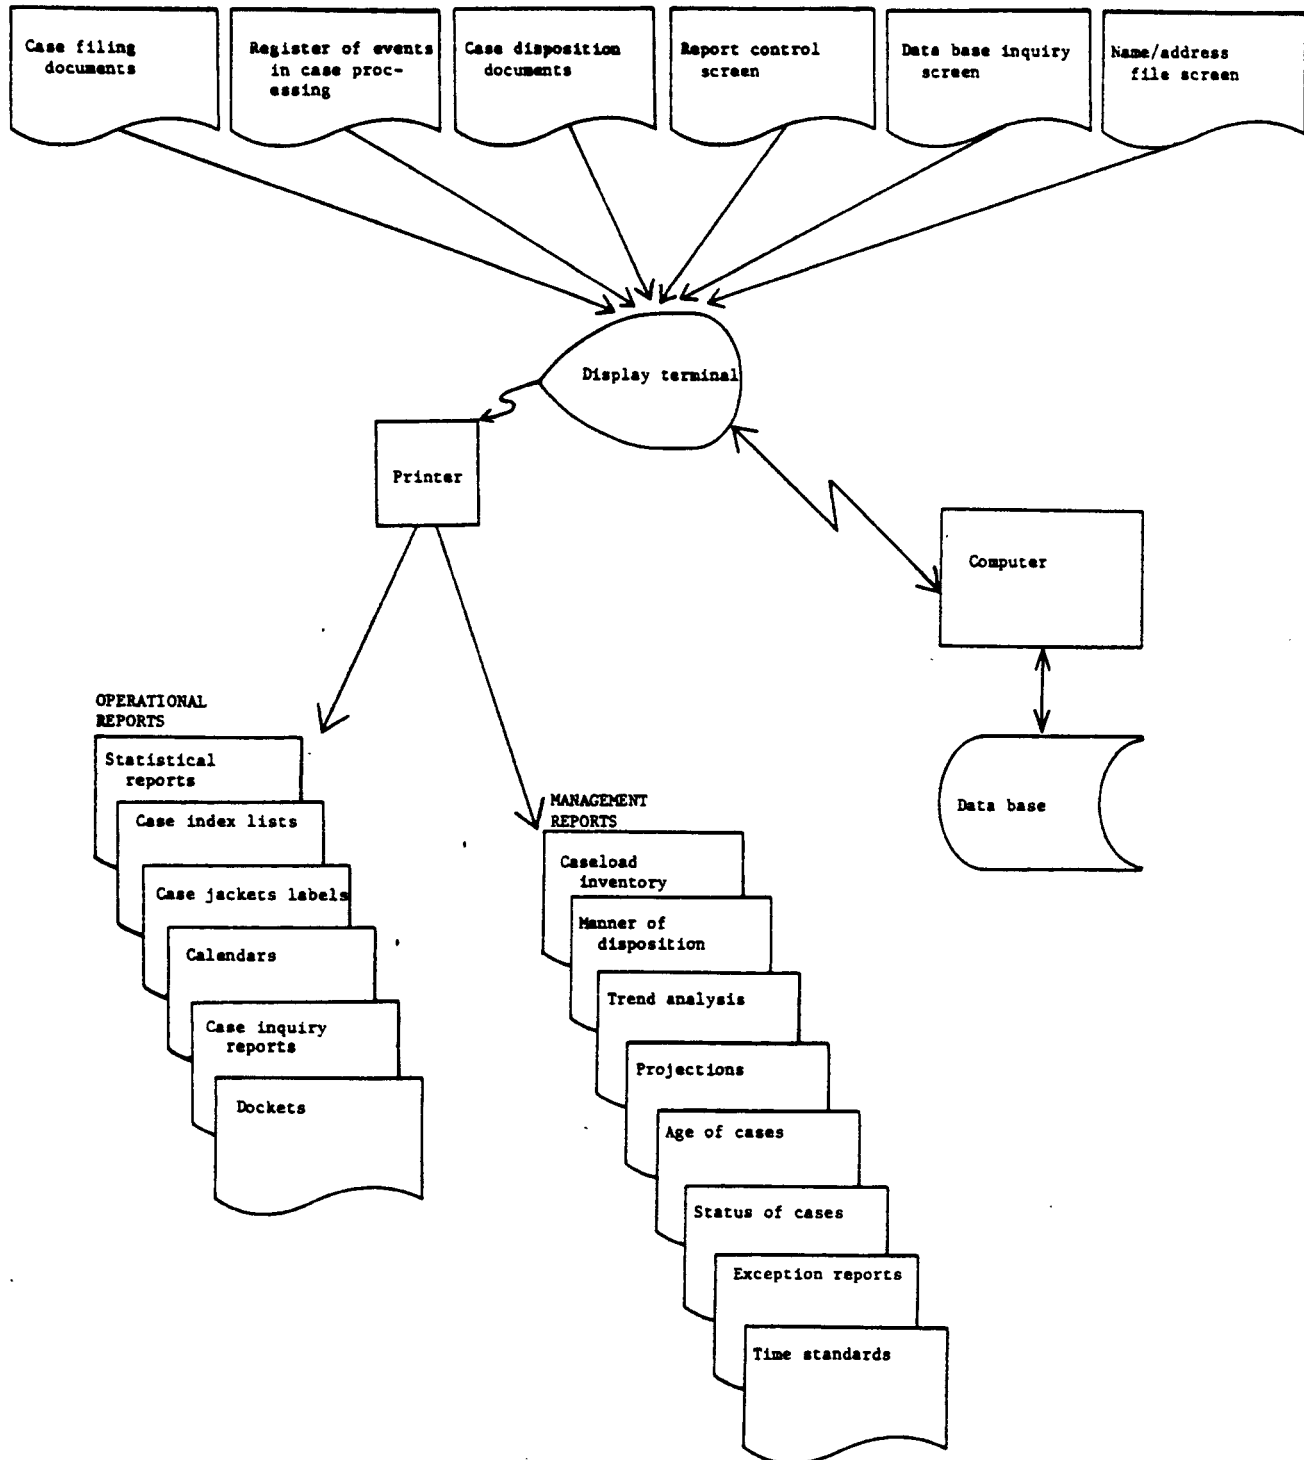 Case filing
documents
Register of events
in case proc-
essing
Case disposition
documents
Report control
screen
Data base inquiry
screen
Name/address
file screen
Display terminal
Printer
Computer
Data base
OPERATIONAL
REPORTS
Statistical
reports
Case index lists
Case jackets labels
Calendars
Case inquiry
reports
Dockets
MANAGEMENT
REPORTS
Caseload
inventory
Manner of
disposition
Trend analysis
Projections
Age of cases
Status of cases
Exception reports
Time standards